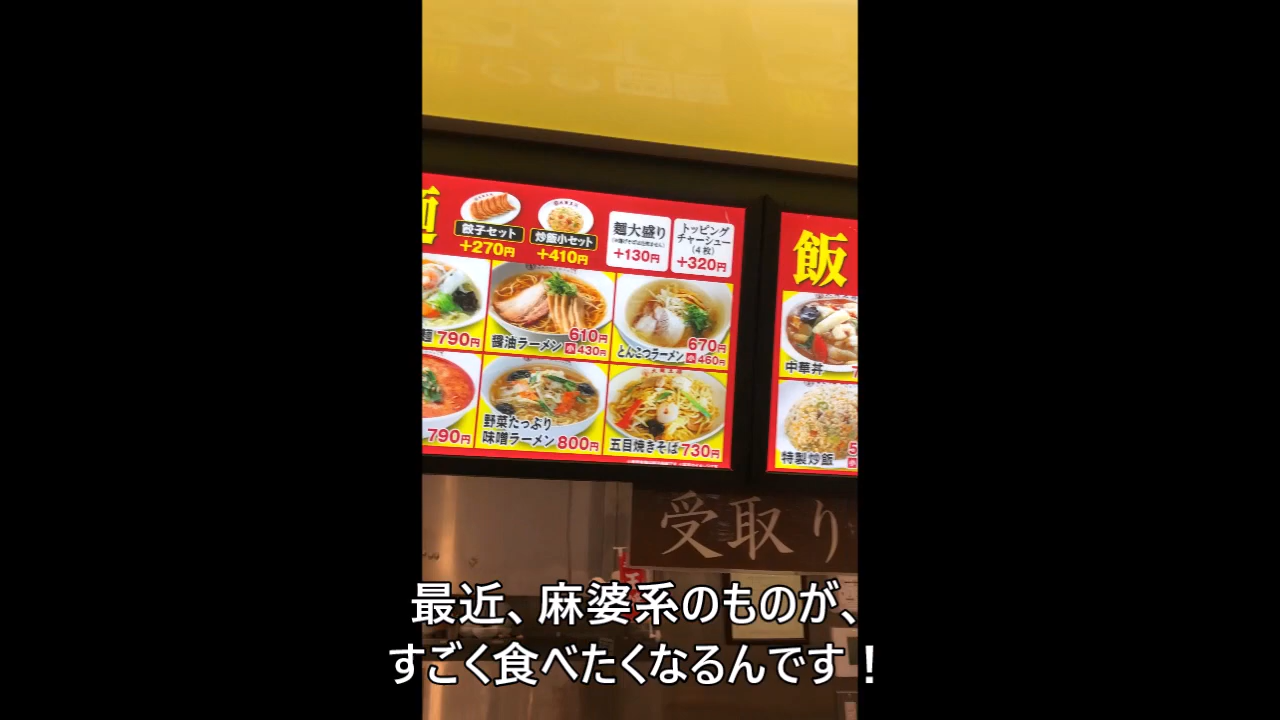 麺
餃子セット
+270円
炒飯小セット
+410円
麺大盛り
+130円
トッピング
チャーシュー
(4枚)
+320円
飯
麺 790円
醤油ラーメン 610円
小 430円
とんこつラーメン 670円
小 460円
中華丼
790円
野菜たっぷり
味噌ラーメン 800円
五目焼きそば 730円
特製炒飯
小
受取り
最近、麻婆系のものが、
すごく食べたくなるんです！